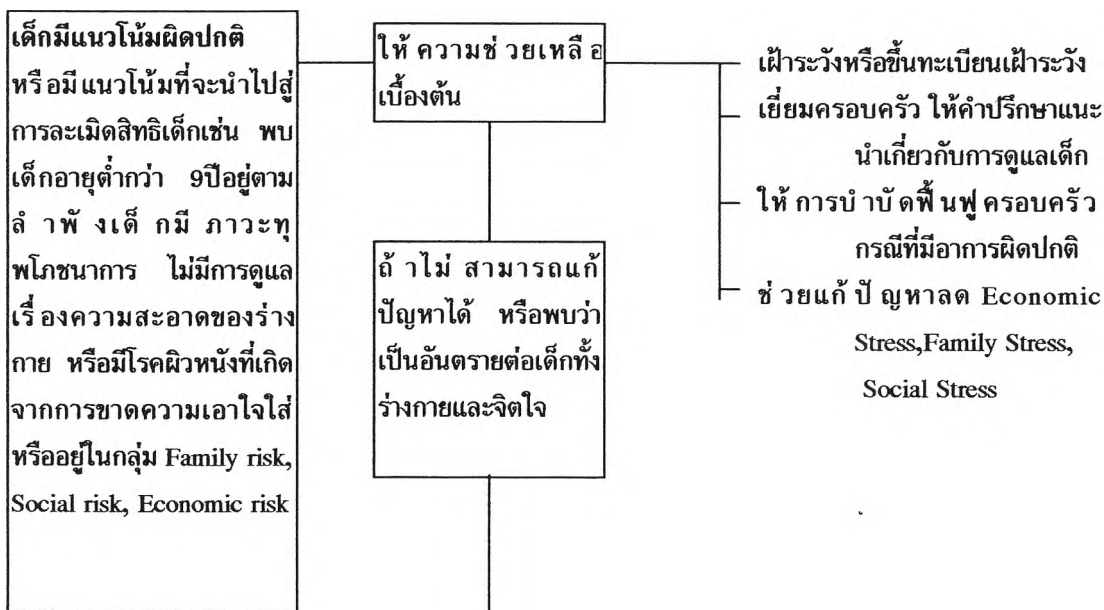 เด็กมีแนวโน้มผิดปกติ
หรือมีแนวโน้มที่จะนำไปสู่
การละเมิดสิทธิเด็กเช่น พบ
เด็กอายุต่ำกว่า 9ปีอยู่ตาม
ลำพังเด็กมีภาวะทุ
พโภชนาการ ไม่มีการดูแล
เรื่องความสะอาดของร่าง
กาย หรือมีโรคผิวหนังที่เกิด
จากการขาดความเอาใจใส่
หรืออยู่ในกลุ่ม Family risk,
Social risk, Economic risk
ให้ความช่วยเหลือ
เบื้องต้น
ถ้าไม่สามารถแก้
ปัญหาได้ หรือพบว่า
เป็นอันตรายต่อเด็กทั้ง
ร่างกายและจิตใจ
เฝ้าระวังหรือขึ้นทะเบียนเฝ้าระวัง
เยี่ยมครอบครัว ให้คำปรึกษาแนะ
นำเกี่ยวกับการดูแลเด็ก
ให้การบำบัดฟื้นฟูครอบครัว
กรณีที่มีอาการผิดปกติ
ช่วยแก้ปัญหาลด Economic
Stress,Family Stress,
Social Stress